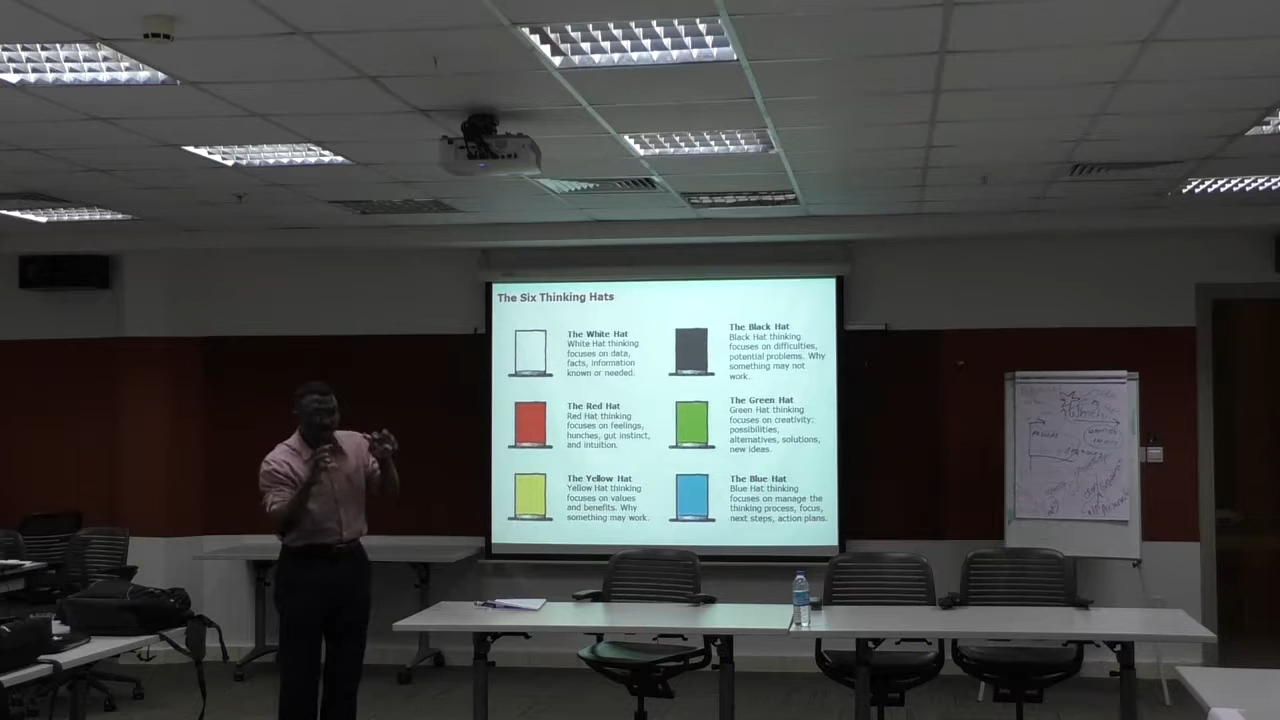 The Six Thinking Hats
The White Hat
White Hat thinking
focuses on data,
facts, information
known or needed.
The Black Hat
Black Hat thinking
focuses on difficulties,
potential problems. Why
something may not
work.
The Red Hat
Red Hat thinking
focuses on feelings,
hunches, gut instinct,
and intuition.
The Green Hat
Green Hat thinking
focuses on creativity:
possibilities,
alternatives, solutions,
new ideas.
The Yellow Hat
Yellow Hat thinking
focuses on values
and benefits. Why
something may work.
The Blue Hat
Blue Hat thinking
focuses on manage the
thinking process, focus,
next steps, action plans.